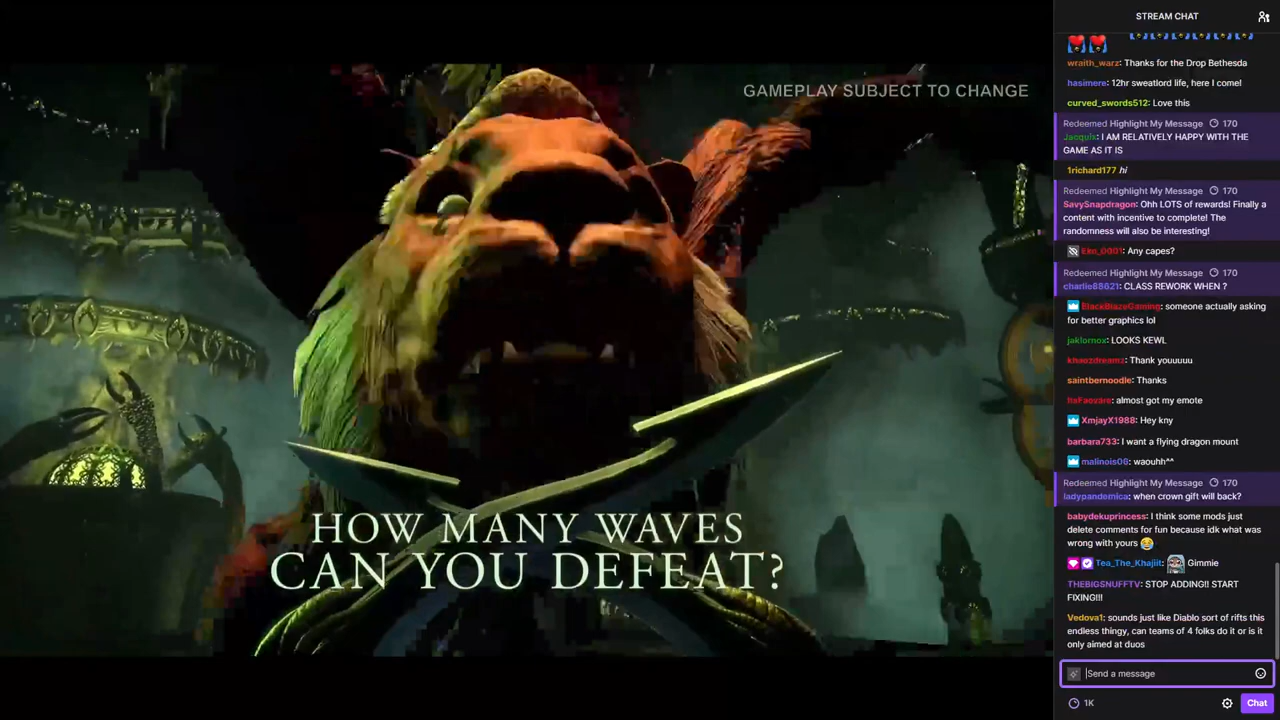 GAMEPLAY SUBJECT TO CHANGE
HOW MANY WAVES
CAN YOU DEFEAT?
STREAM CHAT
wraith_warz: Thanks for the Drop Bethesda
hasimere: 12hr sweatlord life, here I come!
curved_swords512: Love this
Redeemed Highlight My Message 170
Jacquis: I AM RELATIVELY HAPPY WITH THE
GAME AS IT IS
1richard177 hi
Redeemed Highlight My Message 170
SavySnapdragon: Ohh LOTS of rewards! Finally a
content with incentive to complete! The
randomness will also be interesting!
Eko_0001: Any capes?
Redeemed Highlight My Message 170
charlie88621: CLASS REWORK WHEN ?
BlackBlazeGaming: someone actually asking
for better graphics lol
jaklornox: LOOKS KEWL
khaozdreamz: Thank youuuuu
saintbernoodle: Thanks
almost got my emote
XmjayX1988: Hey kny
barbara733: I want a flying dragon mount
malinois06: waouhh^^
Redeemed Highlight My Message 170
ladypandemica: when crown gift will back?
babydekuprincess: I think some mods just
delete comments for fun because idk what was
wrong with yours 😂
Tea_The_Khajiit: Gimmie
THEBIGSNUFFTV: STOP ADDING!! START
FIXING!!!
Vedova1: sounds just like Diablo sort of rifts this
endless thingy, can teams of 4 folks do it or is it
only aimed at duos
Send a message
1K
Chat